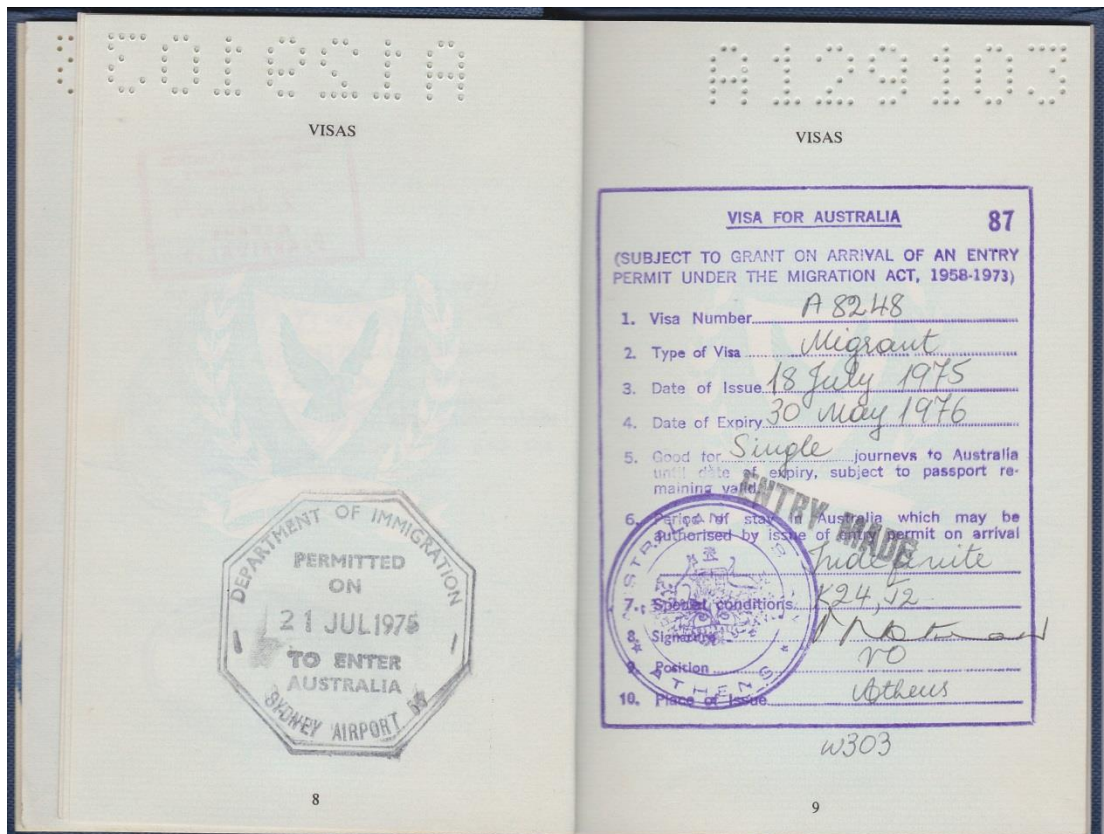 VISAS
DEPARTMENT OF IMMIGRATION
PERMITTED
ON
21 JUL 1975
TO ENTER
AUSTRALIA
SYDNEY AIRPORT
8
A129103
VISAS
VISA FOR AUSTRALIA 87
(SUBJECT TO GRANT ON ARRIVAL OF AN ENTRY
PERMIT UNDER THE MIGRATION ACT, 1958-1973)
1. Visa Number A 8248
2. Type of Visa Migrant
3. Date of Issue 18 July 1975
4. Date of Expiry 30 May 1976
5. Good for Single journeys to Australia
until date of expiry, subject to passport re-
maining valid.
ENTRY MADE
6. Period of stay in Australia which may be
authorised by issue of entry permit on arrival
Indefinite
7. Special conditions K24, J2
8. Signature
9. Position VO
10. Place of Issue Athens
ATHENS
W303
9